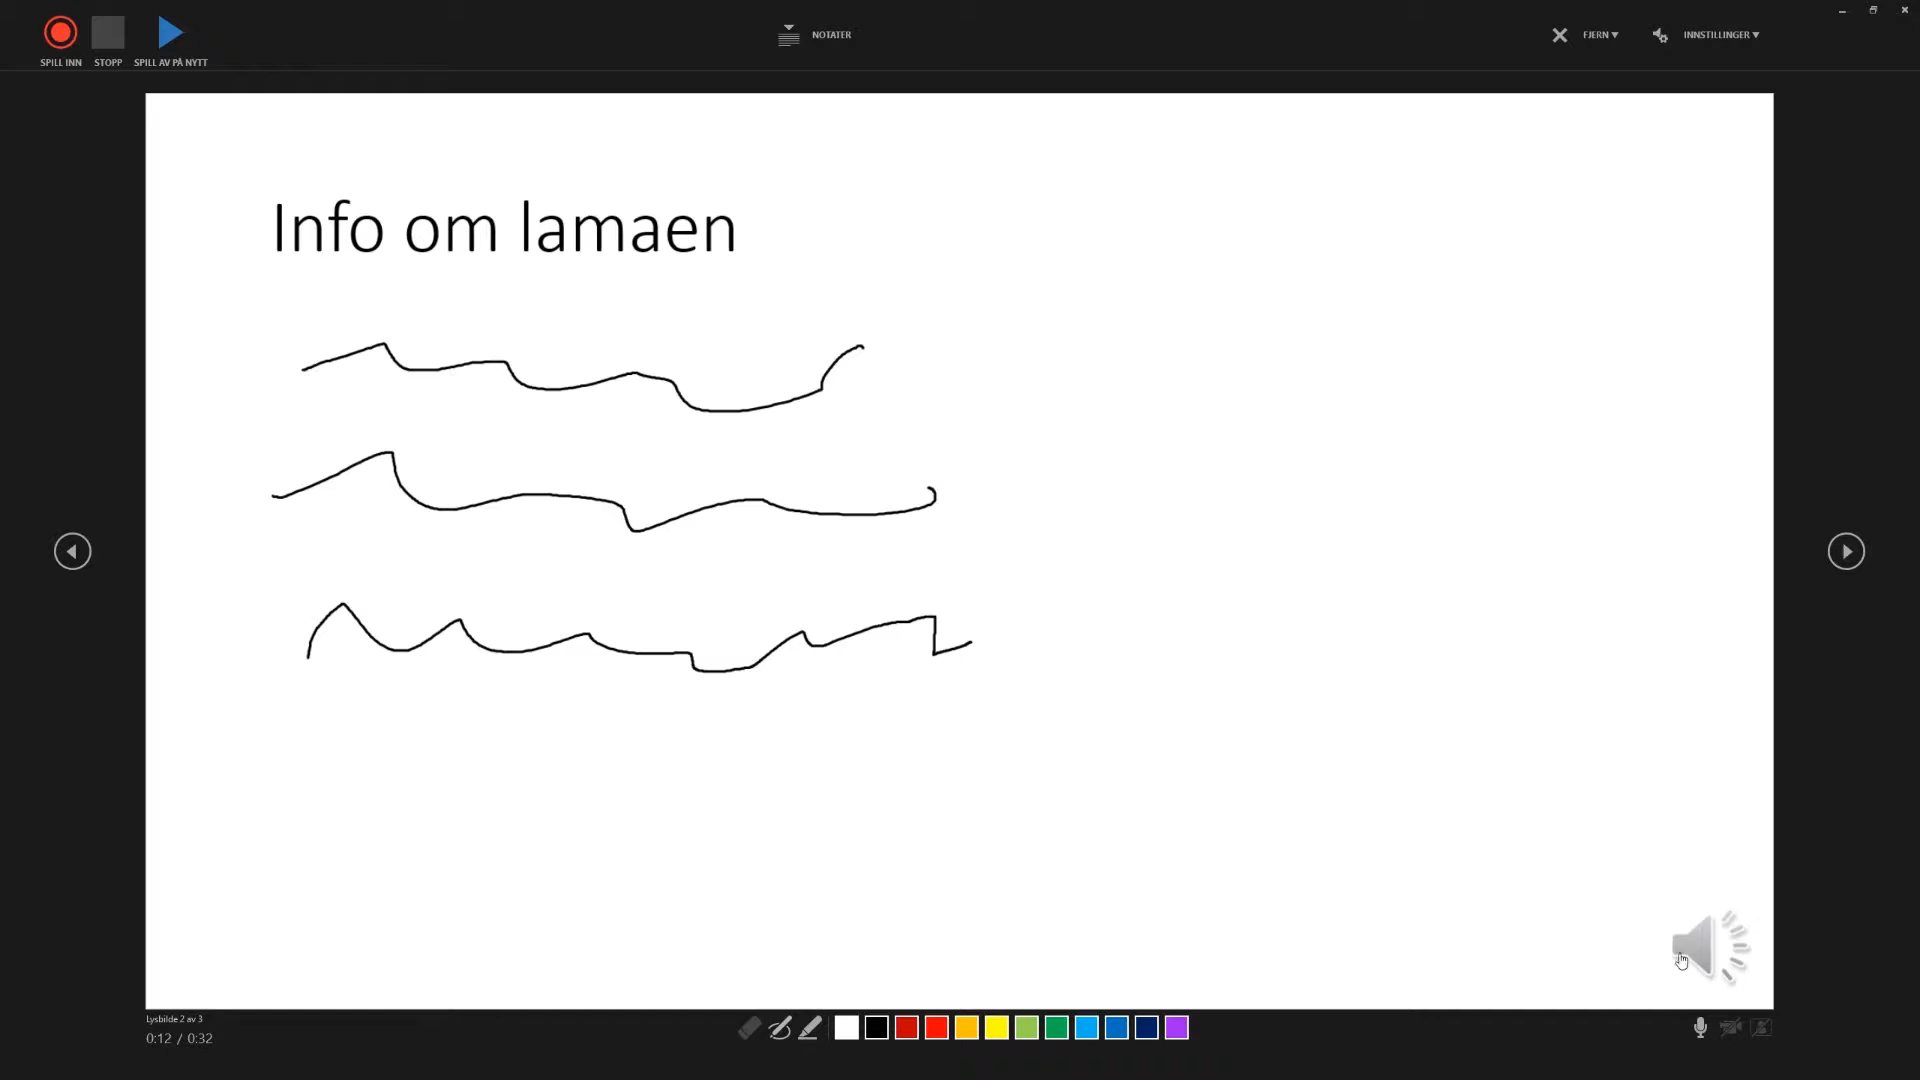 SPILL INN STOPP SPILL AV PÅ NYTT
NOTATER
FJERN
INNSTILLINGER
Info om lamaen
Lysbilde 2 av 3
0:12 / 0:32